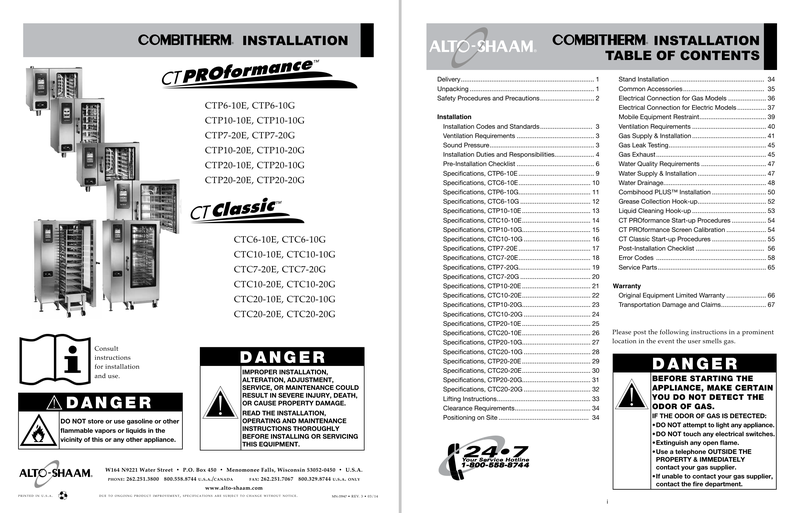 COMBITHERM® INSTALLATION
CT PROformance™
CTP6-10E, CTP6-10G
CTP10-10E, CTP10-10G
CTP7-20E, CTP7-20G
CTP10-20E, CTP10-20G
CTP20-10E, CTP20-10G
CTP20-20E, CTP20-20G
CT Classic™
CTC6-10E, CTC6-10G
CTC10-10E, CTC10-10G
CTC7-20E, CTC7-20G
CTC10-20E, CTC10-20G
CTC20-10E, CTC20-10G
CTC20-20E, CTC20-20G
Consult
instructions
for installation
and use.
DANGER
DO NOT store or use gasoline or other
flammable vapors or liquids in the
vicinity of this or any other appliance.
DANGER
IMPROPER INSTALLATION,
ALTERATION, ADJUSTMENT,
SERVICE, OR MAINTENANCE COULD
RESULT IN SEVERE INJURY, DEATH,
OR CAUSE PROPERTY DAMAGE.
READ THE INSTALLATION,
OPERATING AND MAINTENANCE
INSTRUCTIONS THOROUGHLY
BEFORE INSTALLING OR SERVICING
THIS EQUIPMENT.
ALTO-SHAAM®
W164 N9221 Water Street • P.O. Box 450 • Menomonee Falls, Wisconsin 53052-0450 • U.S.A.
PHONE: 262.251.3800 800.558.8744 U.S.A./CANADA FAX: 262.251.7067 800.329.8744 U.S.A. ONLY
www.alto-shaam.com
PRINTED IN U.S.A.
DUE TO ONGOING PRODUCT IMPROVEMENT, SPECIFICATIONS ARE SUBJECT TO CHANGE WITHOUT NOTICE.
ALTO-SHAAM®
COMBITHERM® INSTALLATION
TABLE OF CONTENTS
Delivery 1
Unpacking 1
Safety Procedures and Precautions 2
Installation
Installation Codes and Standards 3
Ventilation Requirements 3
Sound Pressure 3
Installation Duties and Responsibilities 4
Pre-Installation Checklist 6
Specifications, CTP6-10E 9
Specifications, CTC6-10E 10
Specifications, CTP6-10G 11
Specifications, CTC6-10G 12
Specifications, CTP10-10E 13
Specifications, CTC10-10E 14
Specifications, CTP10-10G 15
Specifications, CTC10-10G 16
Specifications, CTP7-20E 17
Specifications, CTC7-20E 18
Specifications, CTP7-20G 19
Specifications, CTC7-20G 20
Specifications, CTP10-20E 21
Specifications, CTC10-20E 22
Specifications, CTP10-20G 23
Specifications, CTC10-20G 24
Specifications, CTP20-10E 25
Specifications, CTC20-10E 26
Specifications, CTP20-10G 27
Specifications, CTC20-10G 28
Specifications, CTP20-20E 29
Specifications, CTC20-20E 30
Specifications, CTP20-20G 31
Specifications, CTC20-20G 32
Lifting Instructions 33
Clearance Requirements 34
Positioning on Site 34
24•7
Your Service Hotline
1-800-558-8744
Stand Installation 34
Common Accessories 35
Electrical Connection for Gas Models 36
Electrical Connection for Electric Models 37
Mobile Equipment Restraint 39
Ventilation Requirements 40
Gas Supply & Installation 41
Gas Leak Testing 45
Gas Exhaust 45
Water Quality Requirements 47
Water Supply & Installation 47
Water Drainage 48
Combihood PLUS™ Installation 50
Grease Collection Hook-up 52
Liquid Cleaning Hook-up 53
CT PROformance Start-up Procedures 54
CT PROformance Screen Calibration 54
CT Classic Start-up Procedures 55
Post-Installation Checklist 56
Error Codes 58
Service Parts 65
Warranty
Original Equipment Limited Warranty 66
Transportation Damage and Claims 67
Please post the following instructions in a prominent
location in the event the user smells gas.
DANGER
BEFORE STARTING THE
APPLIANCE, MAKE CERTAIN
YOU DO NOT DETECT THE
ODOR OF GAS.
IF THE ODOR OF GAS IS DETECTED:
• DO NOT attempt to light any appliance.
• DO NOT touch any electrical switches.
• Extinguish any open flame.
• Use a telephone OUTSIDE THE
PROPERTY & IMMEDIATELY
contact your gas supplier.
• If unable to contact your gas supplier,
contact the fire department.
i